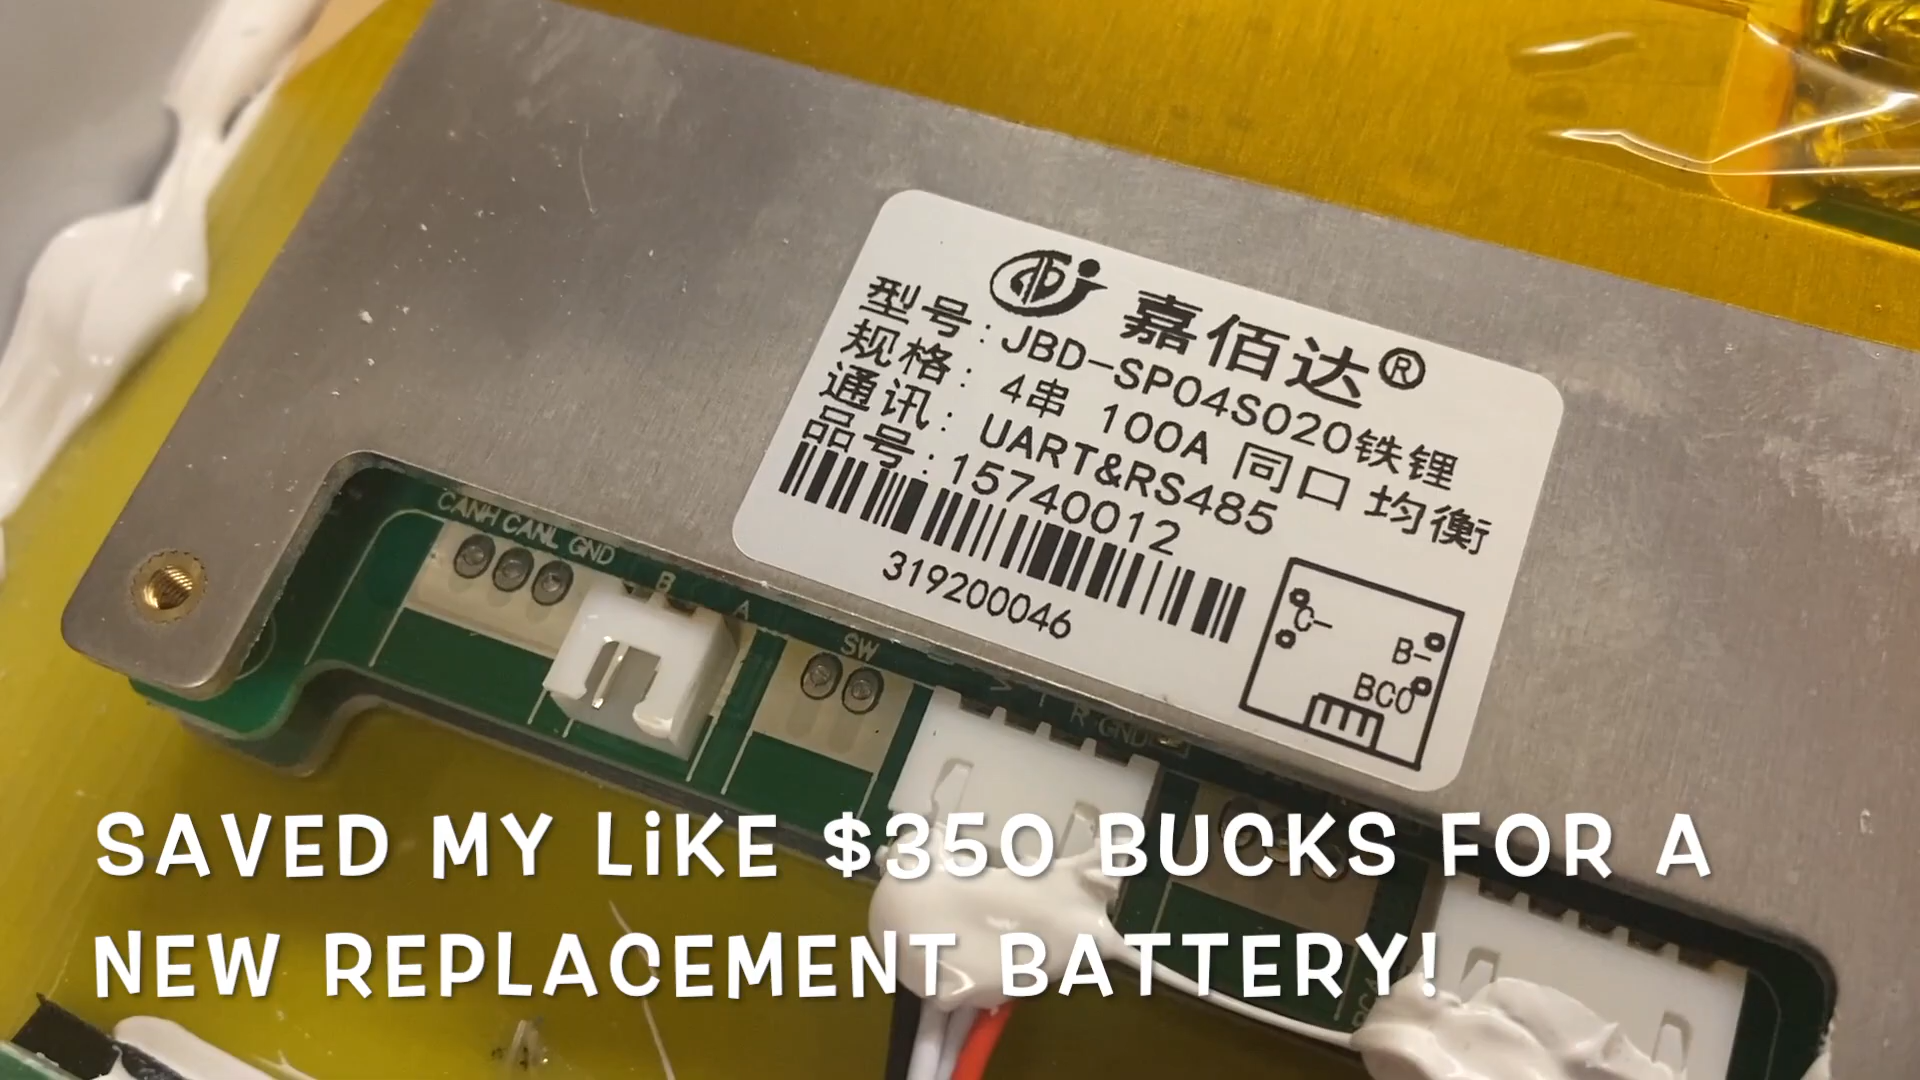 嘉佰达®
型号: JBD-SP04S020铁锂
规格: 4串 100A 同口 均衡
通讯: UART&RS485
品号: 15740012
319200046
C-
B-
BC0
CANH CANL GND
B A
SW
R GND
SAVED MY LiKE $350 BUCKS FOR A
NEW REPLACEMENT BATTERY!